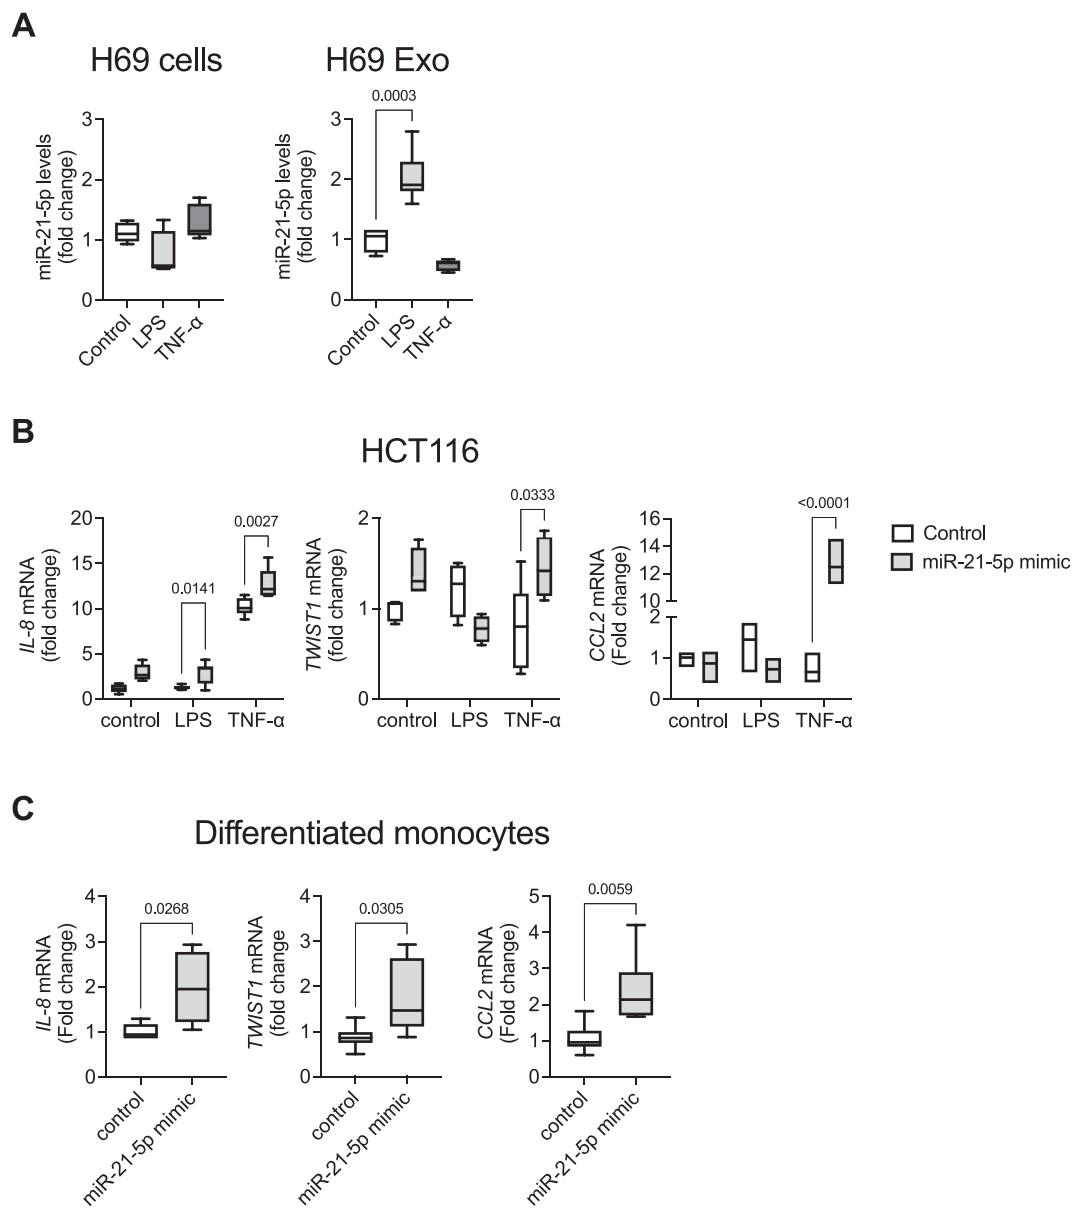 A
H69 cells
H69 Exo
miR-21-5p levels
(fold change)
3
2
1
0
Control
LPS
TNF-α
miR-21-5p levels
(fold change)
0.0003
3
2
1
0
Control
LPS
TNF-α
B
HCT116
IL-8 mRNA
(fold change)
20
15
10
5
0
0.0141
0.0027
control
LPS
TNF-α
TWIST1 mRNA
(fold change)
2
1
0
0.0333
control
LPS
TNF-α
CCL2 mRNA
(Fold change)
16
14
12
10
2
1
0
<0.0001
control
LPS
TNF-α
Control
miR-21-5p mimic
C
Differentiated monocytes
IL-8 mRNA
(Fold change)
4
3
2
1
0
0.0268
control
miR-21-5p mimic
TWIST1 mRNA
(fold change
4
3
2
1
0
0.0305
control
miR-21-5p mimic
CCL2 mRNA
(Fold change)
5
4
3
2
1
0
0.0059
control
miR-21-5p mimic